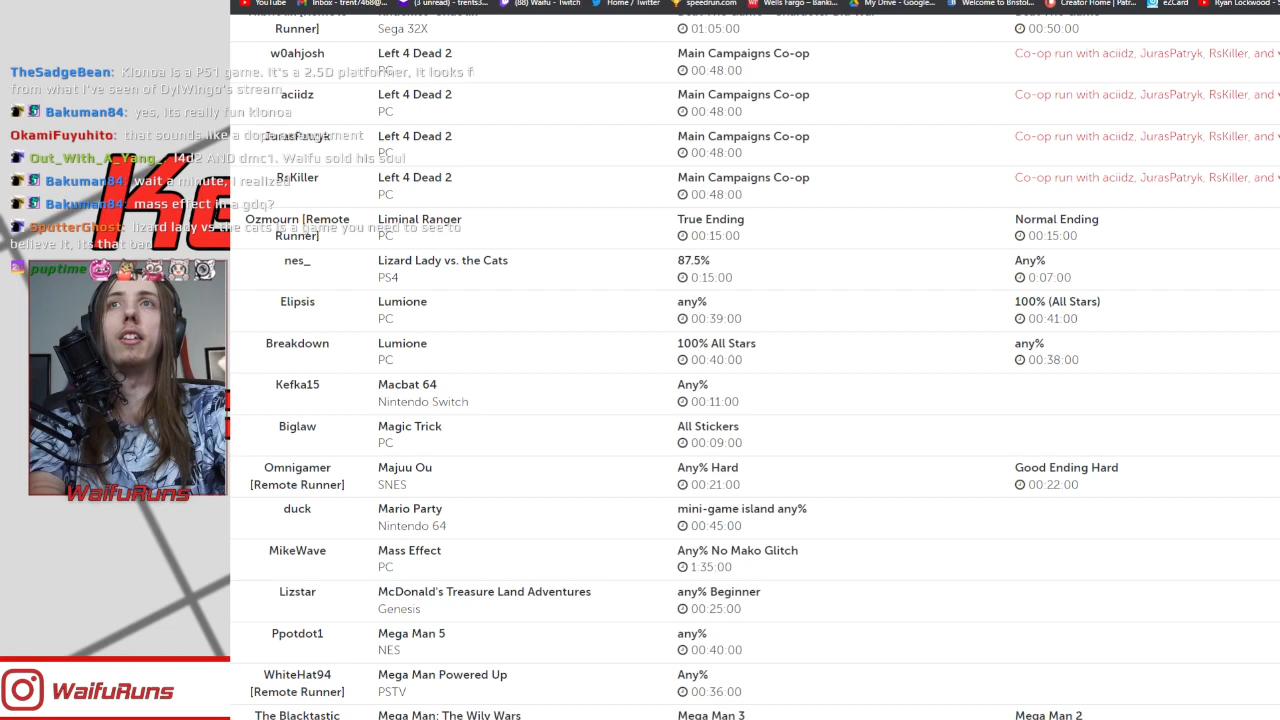 YouTube
Inbox - trent7468@...
(3 unread) - trents3...
(88) Waifu - Twitch
Home / Twitter
speedrun.com
Wells Fargo – Banki...
My Drive - Google...
Welcome to Bristol...
Creator Home | Patr...
eZCard
Ryan Lockwood -
Runner]
Sega 32X
01:05:00
00:50:00
w0ahjosh
Left 4 Dead 2
PC
Main Campaigns Co-op
00:48:00
Co-op run with aciidz, JurasPatryk, RsKiller, and
aciidz
Left 4 Dead 2
PC
Main Campaigns Co-op
00:48:00
Co-op run with aciidz, JurasPatryk, RsKiller, and
JurasPatryk
Left 4 Dead 2
PC
Main Campaigns Co-op
00:48:00
Co-op run with aciidz, JurasPatryk, RsKiller, and
RsKiller
Left 4 Dead 2
PC
Main Campaigns Co-op
00:48:00
Co-op run with aciidz, JurasPatryk, RsKiller, and
Ozmourn [Remote
Runner]
Liminal Ranger
PC
True Ending
00:15:00
Normal Ending
00:15:00
nes_
Lizard Lady vs. the Cats
PS4
87.5%
0:15:00
Any%
00:07:00
Elipsis
Lumione
PC
any%
00:39:00
100% (All Stars)
00:41:00
Breakdown
Lumione
PC
100% All Stars
00:40:00
any%
00:38:00
Kefka15
Macbat 64
Nintendo Switch
Any%
00:11:00
Biglaw
Magic Trick
PC
All Stickers
00:09:00
Omnigamer
[Remote Runner]
Majuu Ou
SNES
Any% Hard
00:21:00
Good Ending Hard
00:22:00
duck
Mario Party
Nintendo 64
mini-game island any%
00:45:00
MikeWave
Mass Effect
PC
Any% No Mako Glitch
1:35:00
Lizstar
McDonald's Treasure Land Adventures
Genesis
any% Beginner
00:25:00
Ppotdot1
Mega Man 5
NES
any%
00:40:00
WhiteHat94
[Remote Runner]
Mega Man Powered Up
PSTV
Any%
00:36:00
The Blacktastic
Mega Man: The Wily Wars
Mega Man 3
Mega Man 2
TheSadgeBean: Klonoa is a PS1 game. It's a 2.5D platformer, it looks f
from what I've seen of DylWingo's stream
Bakuman84: yes, its really fun klonoa
OkamiFuyuhito: that sounds like a dope
Out_With_A_Yang_: l4d2 AND dmc1. Waifu sold his soul
Bakuman84: wait a minute, I realized
Bakuman84: mass effect in a gdq?
SputterGhost: lizard lady vs the cats is a game you need to see to
believe it, its that bad
puptime
WaifuRuns
WaifuRuns